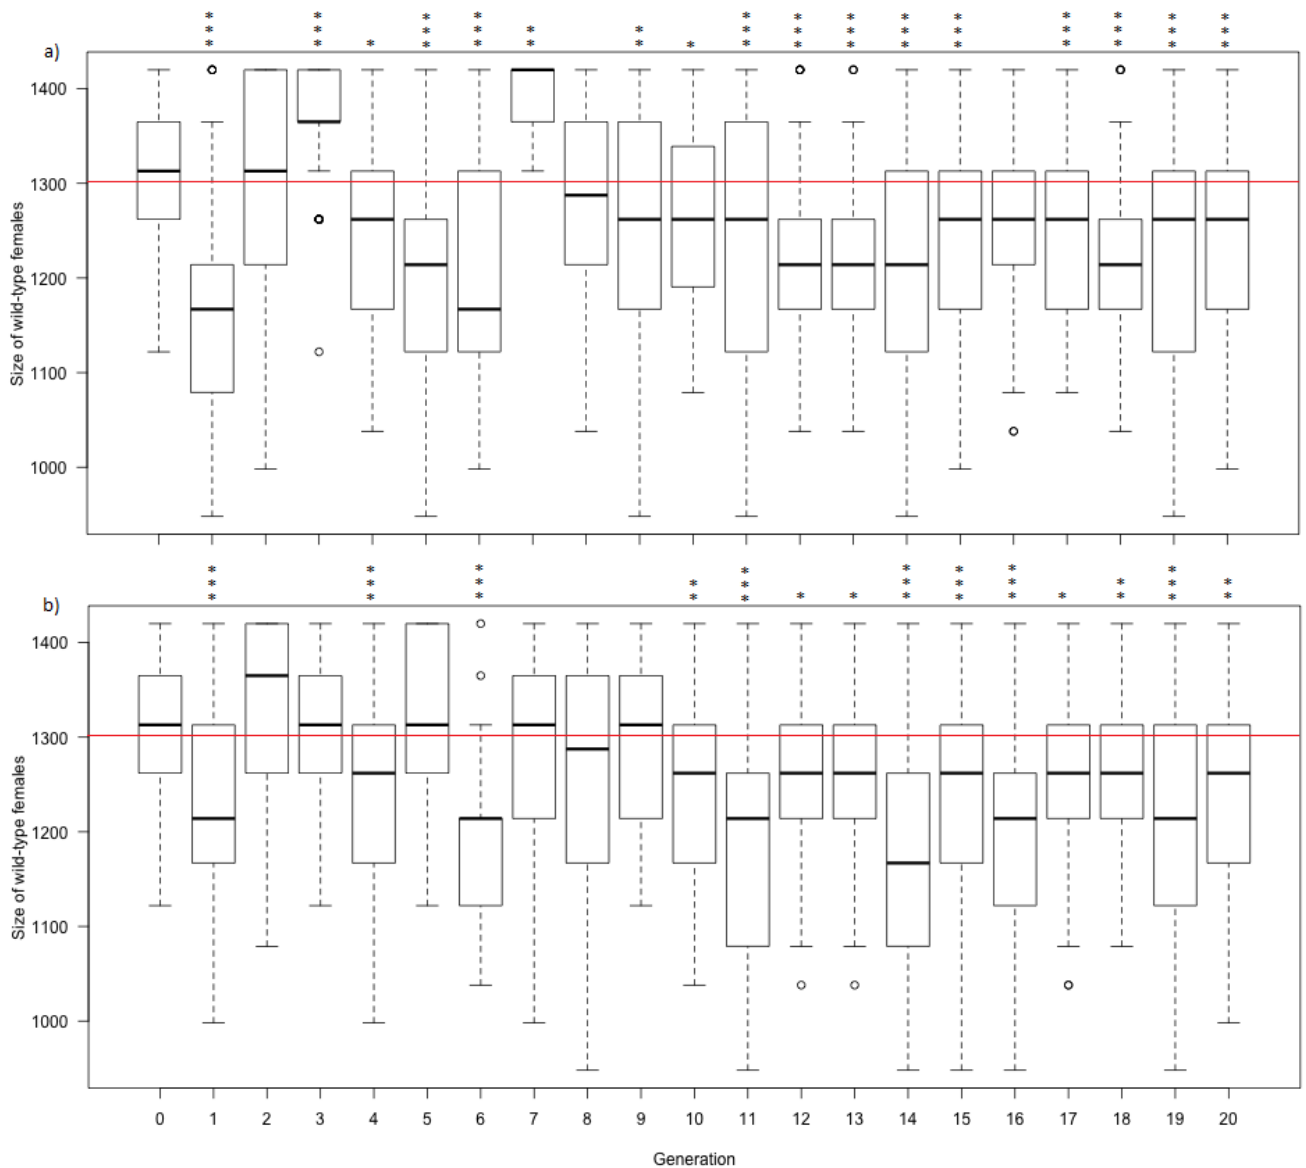 *** *** * *** *** ** ** * *** *** *** *** *** *** *** *** ***
a)
1400
1300
1200
1100
1000
Size of wild-type females
*** *** *** ** *** * * *** *** *** * ** *** **
b)
1400
1300
1200
1100
1000
Size of wild-type females
0 1 2 3 4 5 6 7 8 9 10 11 12 13 14 15 16 17 18 19 20
Generation